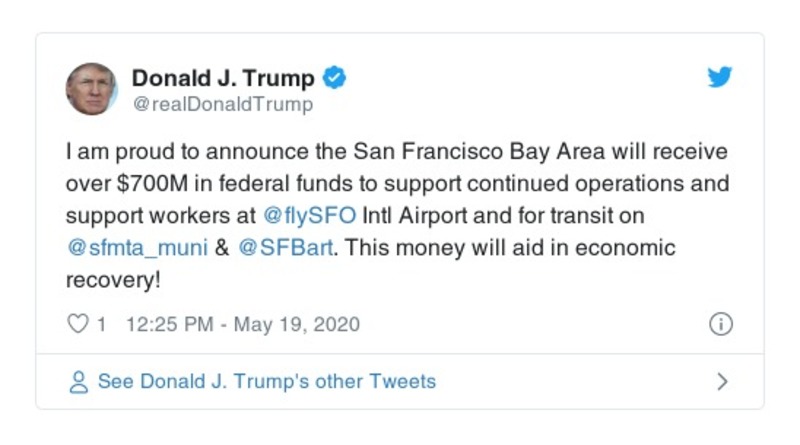 Donald J. Trump
@realDonaldTrump
I am proud to announce the San Francisco Bay Area will receive
over $700M in federal funds to support continued operations and
support workers at @flySFO Intl Airport and for transit on
@sfmta_muni & @SFBart. This money will aid in economic
recovery!
1 12:25 PM - May 19, 2020
See Donald J. Trump's other Tweets